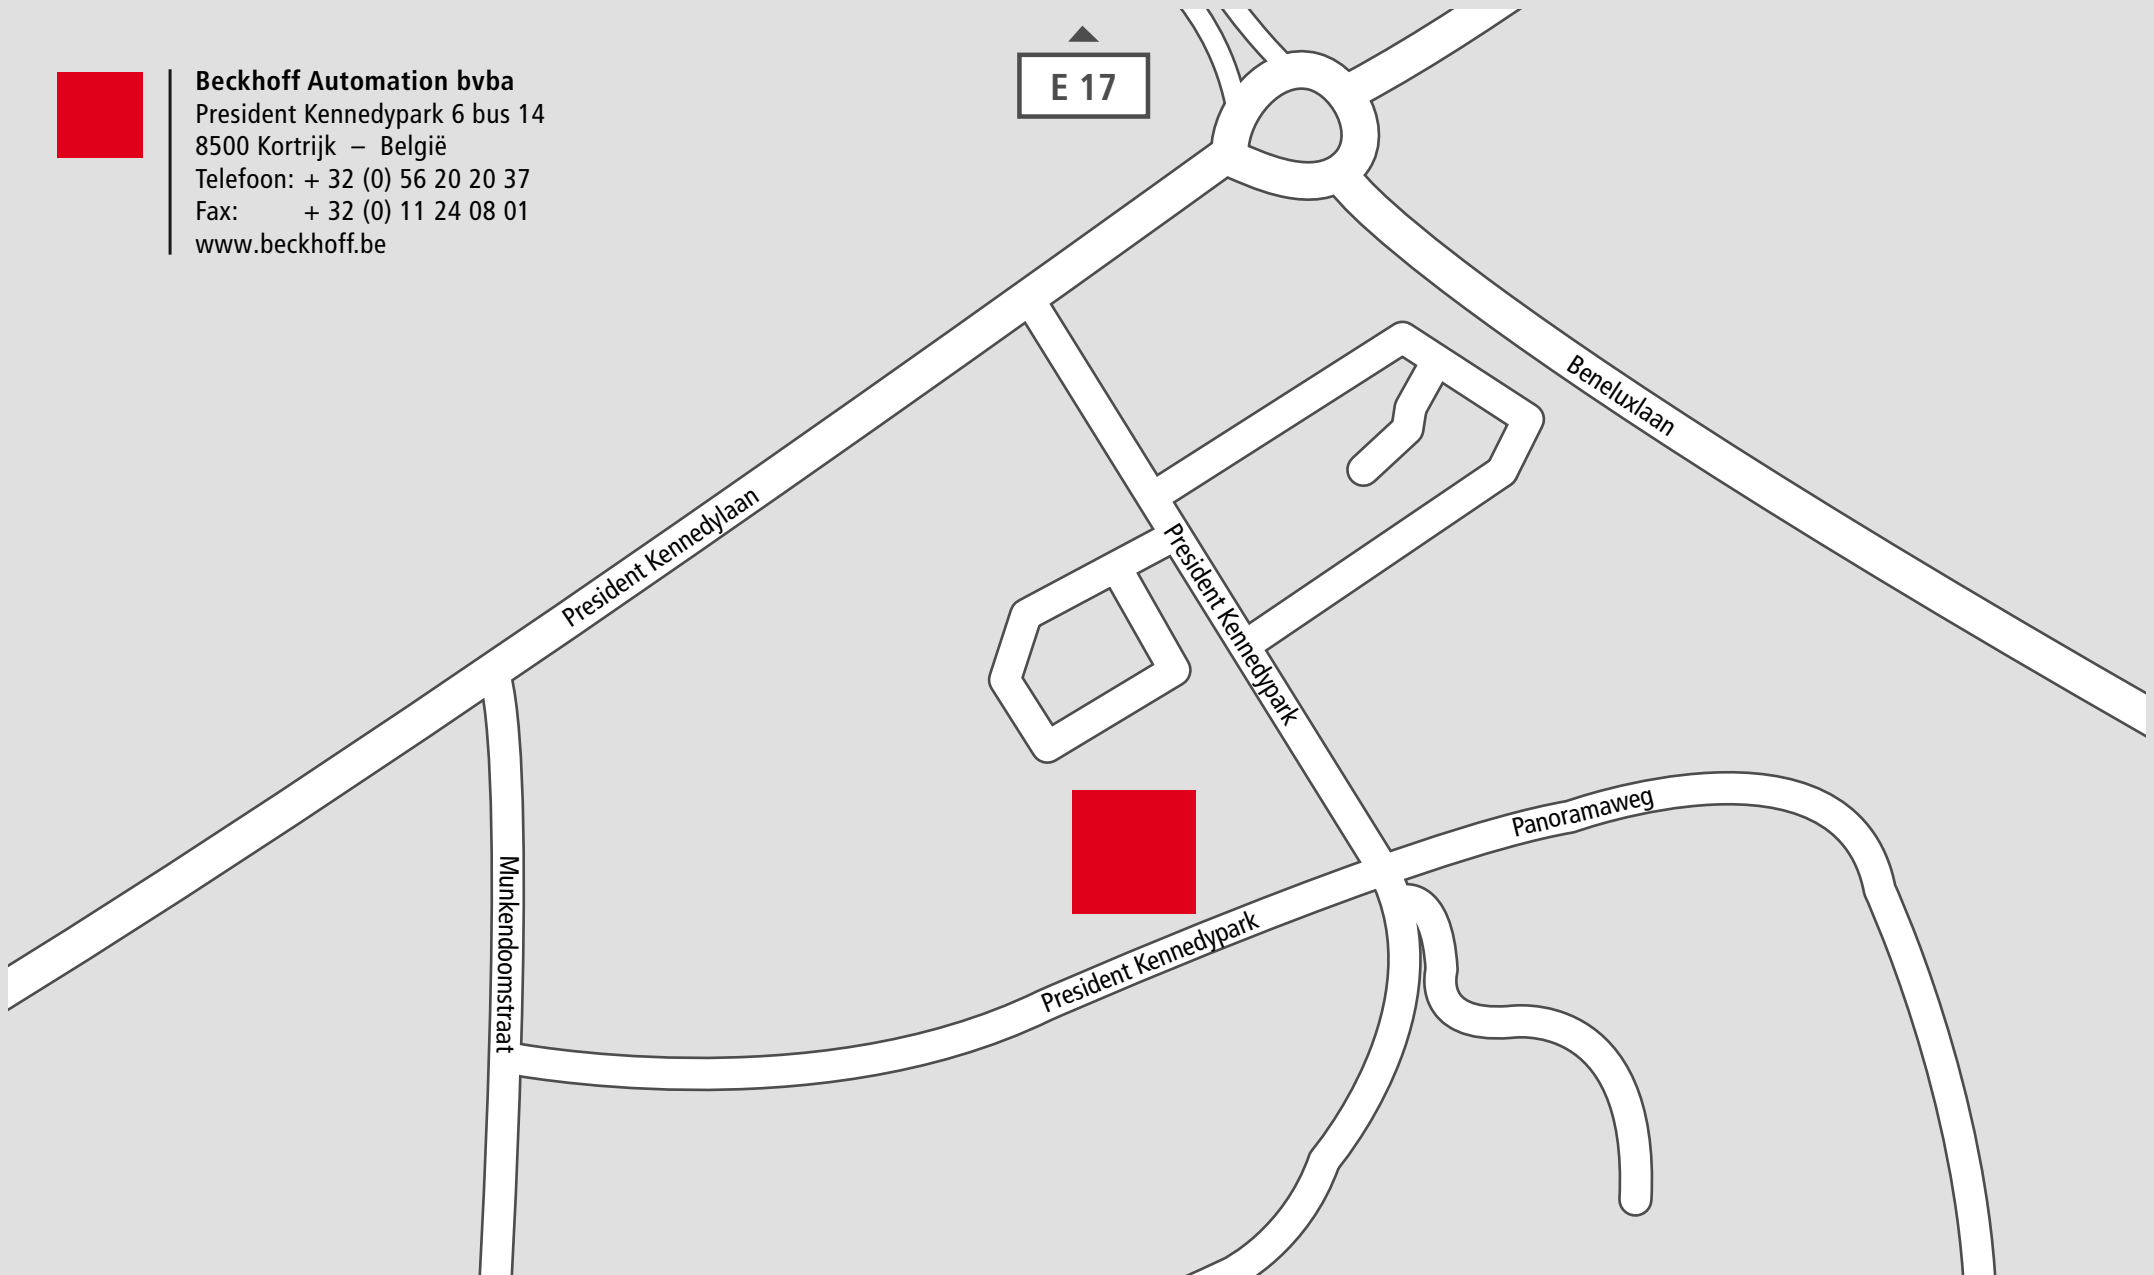 Beckhoff Automation bvba
President Kennedypark 6 bus 14
8500 Kortrijk – België
Telefoon: + 32 (0) 56 20 20 37
Fax: + 32 (0) 11 24 08 01
www.beckhoff.be
E 17
Beneluxlaan
President Kennedylaan
President Kennedypark
Panoramaweg
Munkendoomstraat
President Kennedypark